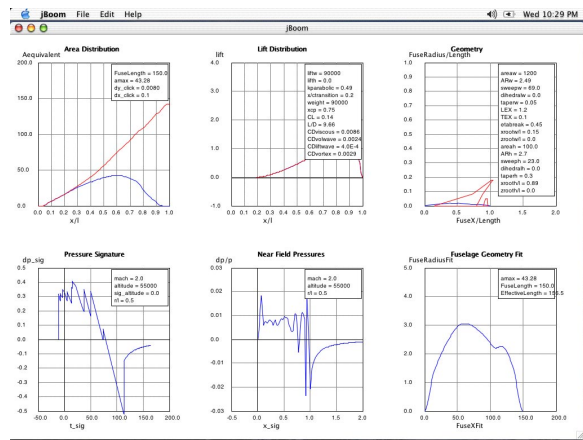 jBoom File Edit Help Wed 10:29 PM
jBoom
Area Distribution
Aequivalent
200.0
150.0
100.0
50.0
0.0
FuseLength = 150.0
amax = 43.28
dy_click = 0.0080
dx_click = 0.1
0.0 0.1 0.2 0.3 0.4 0.5 0.6 0.7 0.8 0.9 1.0
x/l
Lift Distribution
lift
4.0
3.0
2.0
1.0
0.0
-1.0
liftw = 90000
lift = 0.0
kparabolic = 0.49
x/ctransition = 0.2
weight = 90000
xcp = 0.75
CL = 0.14
L/D = 9.66
CDviscous = 0.0086
CDvolwave = 0.0024
CDliftwave = 4.0E-4
CDvortex = 0.0029
0.0 0.1 0.2 0.3 0.4 0.5 0.6 0.7 0.8 0.9 1.0
x/l
Geometry
FuseRadius/Length
1.0
0.9
0.8
0.7
0.6
0.5
0.4
0.3
0.2
0.1
0.0
areaw = 1200
ARw = 2.49
sweepw = 69.0
dihedralw = 0.0
taparw = 0.05
LEX = 1.2
TEX = 0.1
etabreak = 0.45
xrootw/l = 0.15
zrootw/l = 0.0
areah = 100.0
ARh = 2.7
sweeph = 23.0
dihedralh = 0.0
taperh = 0.3
xrooth/l = 0.89
zrooth/l = 0.0
0.0 0.5 1.0 1.5 2.0
FuseX/Length
Pressure Signature
dp_sig
0.5
0.4
0.3
0.2
0.1
0.0
-0.1
-0.2
-0.3
-0.4
-0.5
mach = 2.0
altitude = 55000
sig_altitude = 0.0
r/l = 0.5
-50.0 0.0 50.0 100.0 150.0 200.0
t_sig
Near Field Pressures
dp/p
0.03
0.02
0.01
0.00
-0.01
-0.02
-0.03
mach = 2.0
altitude = 55000
r/l = 0.5
-0.5 0.0 0.5 1.0 1.5 2.0
x_sig
Fuselage Geometry Fit
FuseRadiusFit
5.0
4.0
3.0
2.0
1.0
0.0
amax = 43.28
FuseLength = 150.0
0.0 50.0 100.0 150.0 200.0
FuseXFit